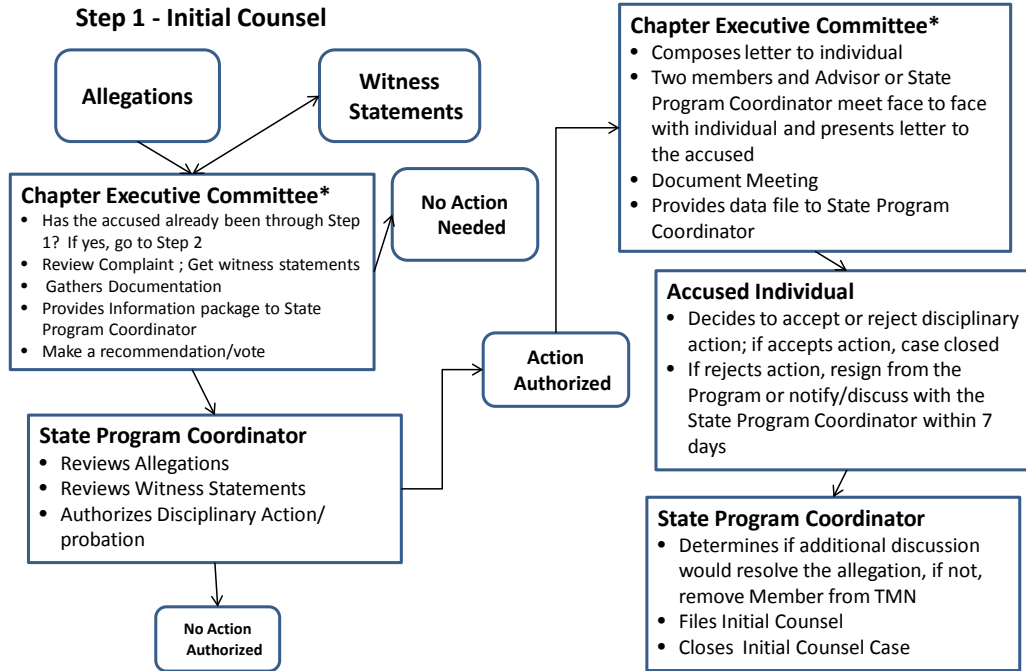 Step 1 - Initial Counsel
Allegations
Witness
Statements
Chapter Executive Committee*
• Has the accused already been through Step
1? If yes, go to Step 2
• Review Complaint ; Get witness statements
• Gathers Documentation
• Provides Information package to State
Program Coordinator
• Make a recommendation/vote
No Action
Needed
State Program Coordinator
• Reviews Allegations
• Reviews Witness Statements
• Authorizes Disciplinary Action/
probation
No Action
Authorized
Action
Authorized
Chapter Executive Committee*
• Composes letter to individual
• Two members and Advisor or State
Program Coordinator meet face to face
with individual and presents letter to
the accused
• Document Meeting
• Provides data file to State Program
Coordinator
Accused Individual
• Decides to accept or reject disciplinary
action; if accepts action, case closed
• If rejects action, resign from the
Program or notify/discuss with the
State Program Coordinator within 7
days
State Program Coordinator
• Determines if additional discussion
would resolve the allegation, if not,
remove Member from TMN
• Files Initial Counsel
• Closes Initial Counsel Case